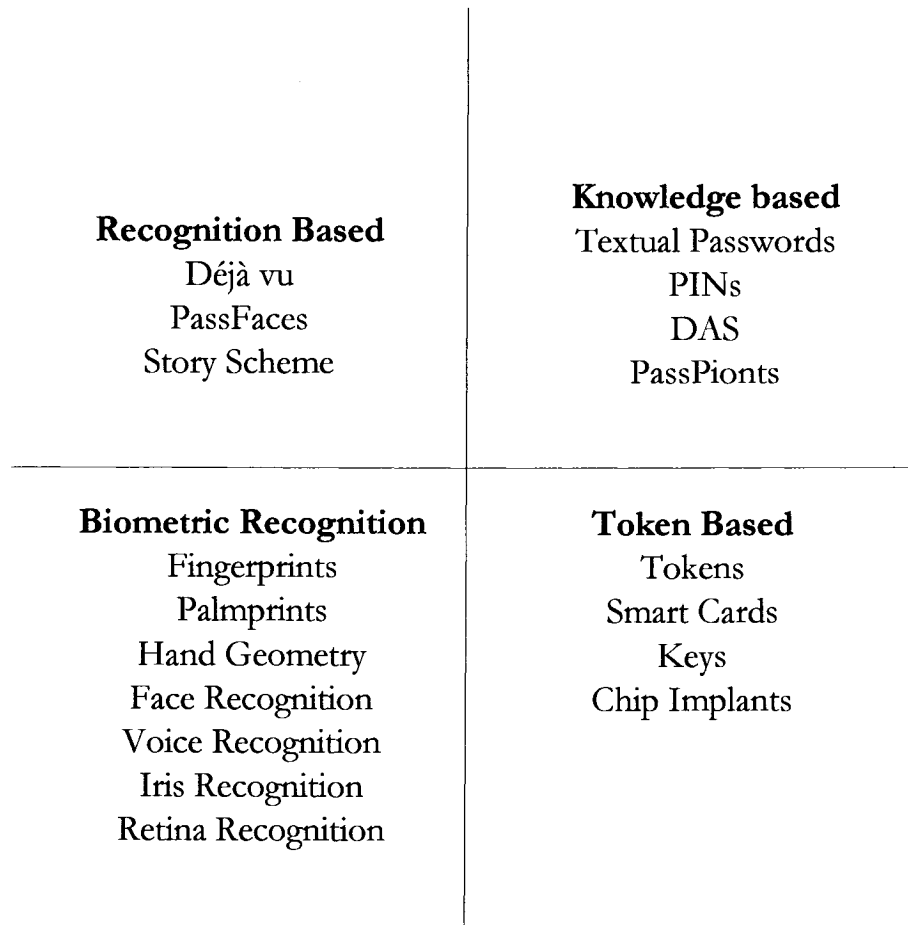 Recognition Based
Déjà vu
PassFaces
Story Scheme
Knowledge based
Textual Passwords
PINs
DAS
PassPionts
Biometric Recognition
Fingerprints
Palmprints
Hand Geometry
Face Recognition
Voice Recognition
Iris Recognition
Retina Recognition
Token Based
Tokens
Smart Cards
Keys
Chip Implants